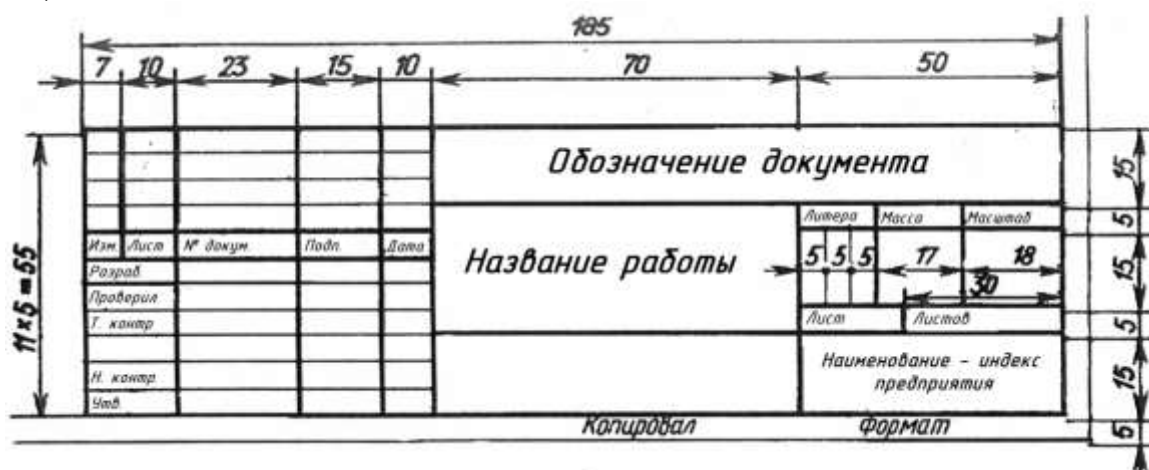 185
7 10 23 15 10 70 50
Обозначение документа
15
Литера Масса Масштаб
5
Изм. Лист № докум. Подп. Дата
Название работы
5 5 5 17 18
15
30
Разраб
Проверил
Т. контр
Лист Листов
5
11х5=55
Н. контр
Утв.
Наименование - индекс
предприятия
15
Копировал Формат
5